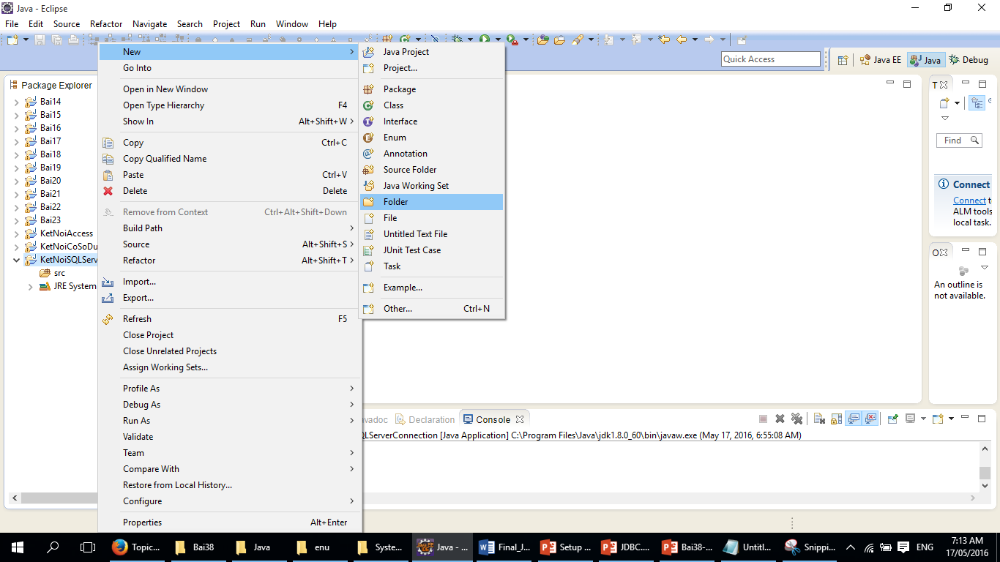 Java - Eclipse
File Edit Source Refactor Navigate Search Project Run Window Help
Quick Access
Java EE
Java
Debug
Package Explorer
Bai14
Bai15
Bai16
Bai17
Bai18
Bai19
Bai20
Bai21
Bai22
Bai23
KetNoiAccess
KetNoiCoSoDu
KetNoiSQLServ
src
JRE System
New
Go Into
Open in New Window
Open Type Hierarchy F4
Show In Alt+Shift+W
Copy Ctrl+C
Copy Qualified Name
Paste Ctrl+V
Delete Delete
Remove from Context Ctrl+Alt+Shift+Down
Build Path
Source Alt+Shift+S
Refactor Alt+Shift+T
Import...
Export...
Refresh F5
Close Project
Close Unrelated Projects
Assign Working Sets...
Profile As
Debug As
Run As
Validate
Team
Compare With
Restore from Local History...
Configure
Properties Alt+Enter
Java Project
Project...
Package
Class
Interface
Enum
Annotation
Source Folder
Java Working Set
Folder
File
Untitled Text File
JUnit Test Case
Task
Example...
Other... Ctrl+N
T
Find
Connect
Connect t
ALM tools
local task.
O
An outline is
not available.
vadoc Declaration Console
QLServerConnection [Java Application] C:\Program Files\Java\jdk1.8.0_60\bin\javaw.exe (May 17, 2016, 6:55:08 AM)
Topic... Bai38 Java enu Syste... Java - ... Final_J... Setup ... JDBC... Bai38-... Untitl... Snippi... ENG
7:13 AM
17/05/2016